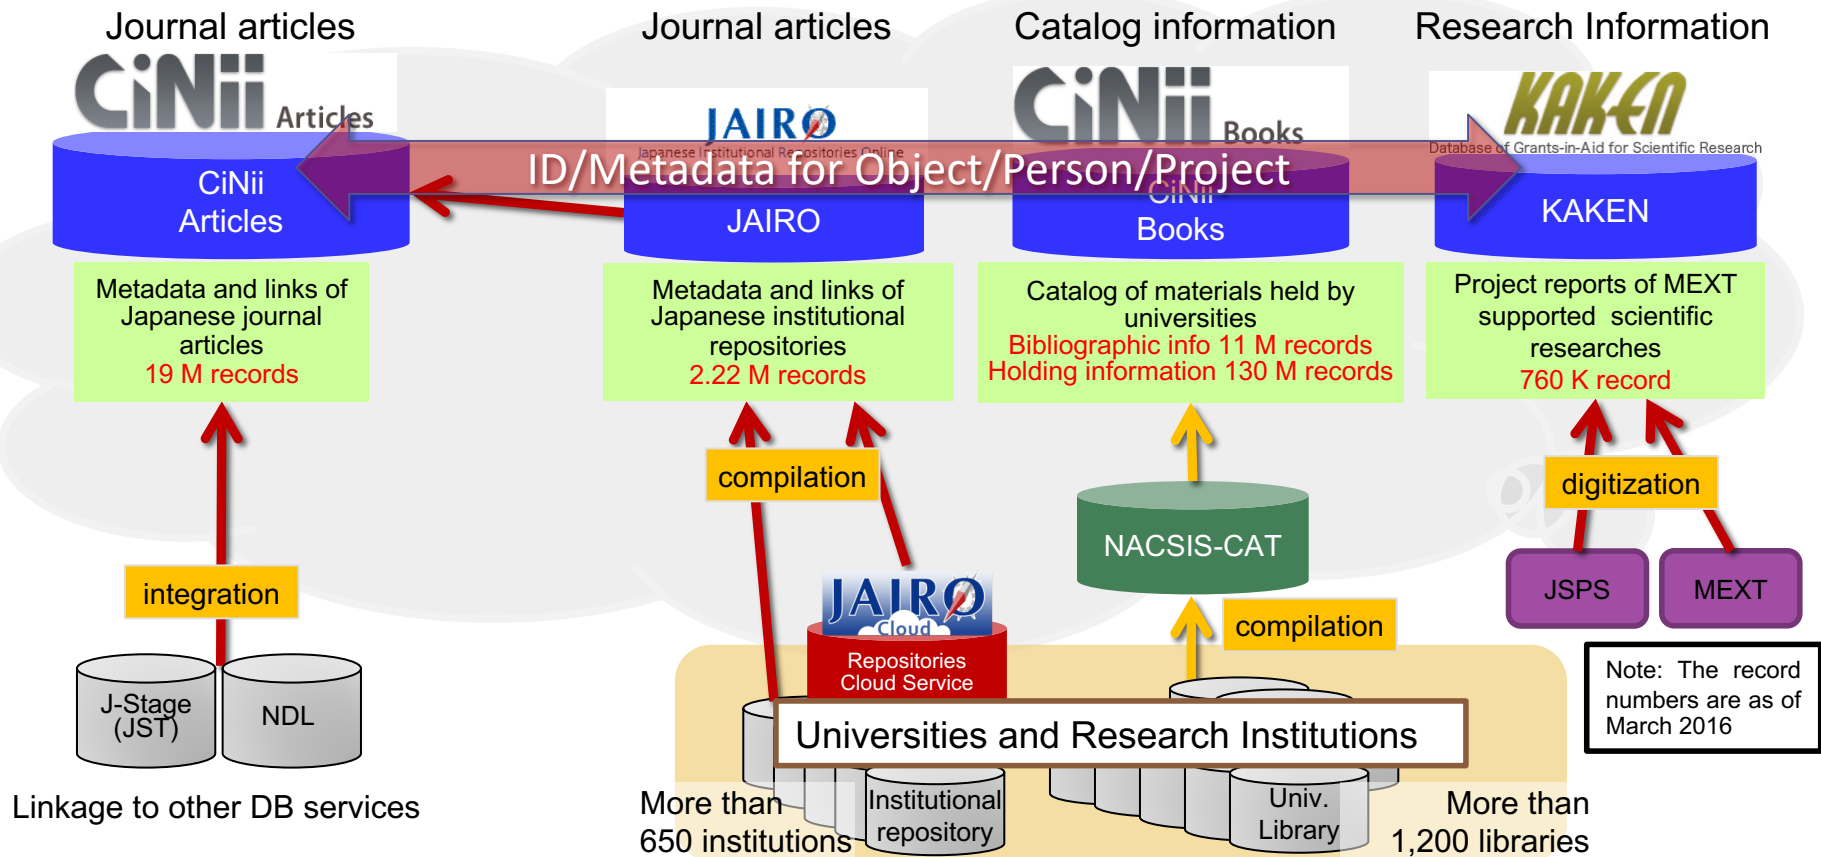 Journal articles
Journal articles
Catalog information
Research Information
CiNii Articles
JAIRO
Japanese Institutional Repositories Online
CiNii Books
KAKEN
Database of Grants-in-Aid for Scientific Research
ID/Metadata for Object/Person/Project
CiNii
Articles
JAIRO
CiNii
Books
KAKEN
Metadata and links of
Japanese journal
articles
19 M records
Metadata and links of
Japanese institutional
repositories
2.22 M records
Catalog of materials held by
universities
Bibliographic info 11 M records
Holding information 130 M records
Project reports of MEXT
supported scientific
researches
760 K record
integration
compilation
NACSIS-CAT
compilation
digitization
JSPS
MEXT
J-Stage
(JST)
NDL
Linkage to other DB services
JAIRO
Cloud
Repositories
Cloud Service
Universities and Research Institutions
More than
650 institutions
Institutional
repository
Univ.
Library
More than
1,200 libraries
Note: The record
numbers are as of
March 2016